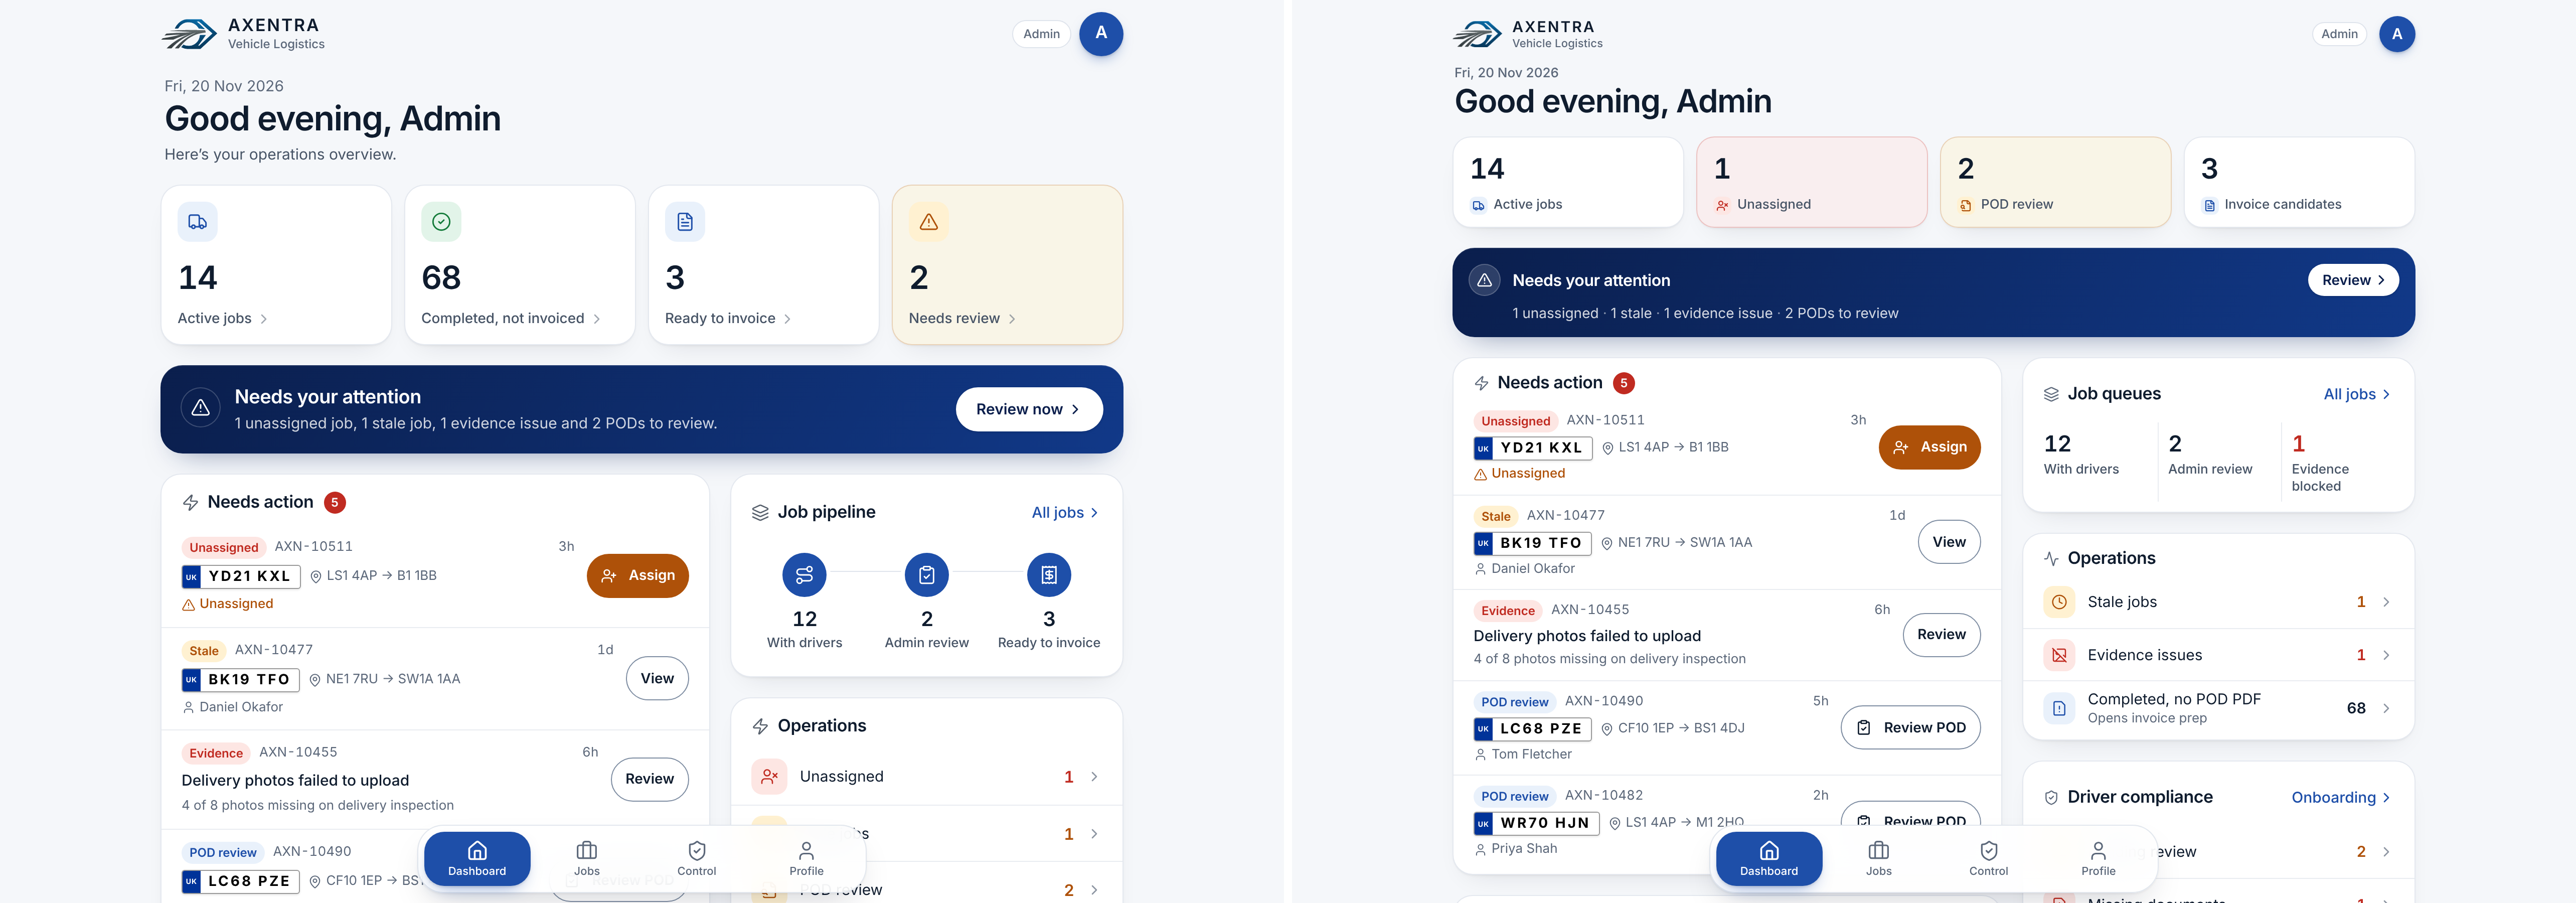 AXENTRA
Vehicle Logistics
Admin
A
Fri, 20 Nov 2026
Good evening, Admin
Here's your operations overview.
14
Active jobs
68
Completed, not invoiced
3
Ready to invoice
2
Needs review
Needs your attention
1 unassigned job, 1 stale job, 1 evidence issue and 2 PODs to review.
Review now
Needs action 5
Unassigned AXN-10511 3h
UK YD21 KXL LS1 4AP → B1 1BB
Unassigned
Assign
Stale AXN-10477 1d
UK BK19 TFO NE1 7RU → SW1A 1AA
Daniel Okafor
View
Evidence AXN-10455 6h
Delivery photos failed to upload
4 of 8 photos missing on delivery inspection
Review
POD review AXN-10490
UK LC68 PZE CF10 1EP → BS1
Review POD
Job pipeline
All jobs
12
With drivers
2
Admin review
3
Ready to invoice
Operations
Unassigned 1
1
POD review 2
Dashboard
Jobs
Control
Profile
AXENTRA
Vehicle Logistics
Admin
A
Fri, 20 Nov 2026
Good evening, Admin
14
Active jobs
1
Unassigned
2
POD review
3
Invoice candidates
Needs your attention
1 unassigned · 1 stale · 1 evidence issue · 2 PODs to review
Review
Needs action 5
Unassigned AXN-10511 3h
UK YD21 KXL LS1 4AP → B1 1BB
Unassigned
Assign
Stale AXN-10477 1d
UK BK19 TFO NE1 7RU → SW1A 1AA
Daniel Okafor
View
Evidence AXN-10455 6h
Delivery photos failed to upload
4 of 8 photos missing on delivery inspection
Review
POD review AXN-10490 5h
UK LC68 PZE CF10 1EP → BS1 4DJ
Tom Fletcher
Review POD
POD review AXN-10482 2h
UK WR70 HJN LS1 4AP → M1 2HQ
Priya Shah
Review POD
Job queues
All jobs
12
With drivers
2
Admin review
1
Evidence
blocked
Operations
Stale jobs 1
Evidence issues 1
Completed, no POD PDF
Opens invoice prep
68
Driver compliance
Onboarding
review 2
Missing documents 1
Dashboard
Jobs
Control
Profile